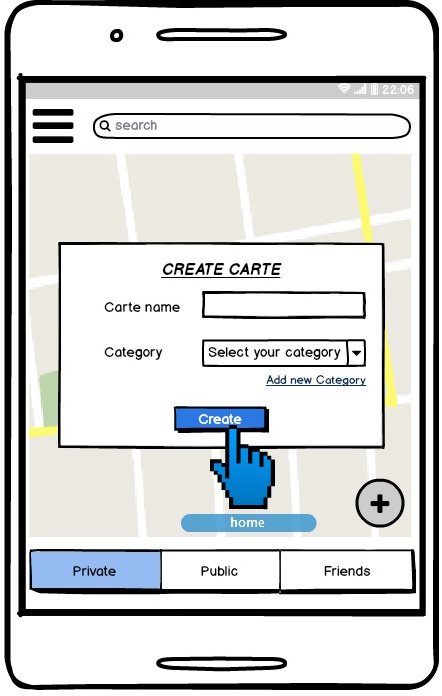 22:06
search
CREATE CARTE
Carte name
Category Select your category
Add new Category
Create
home
Private Public Friends